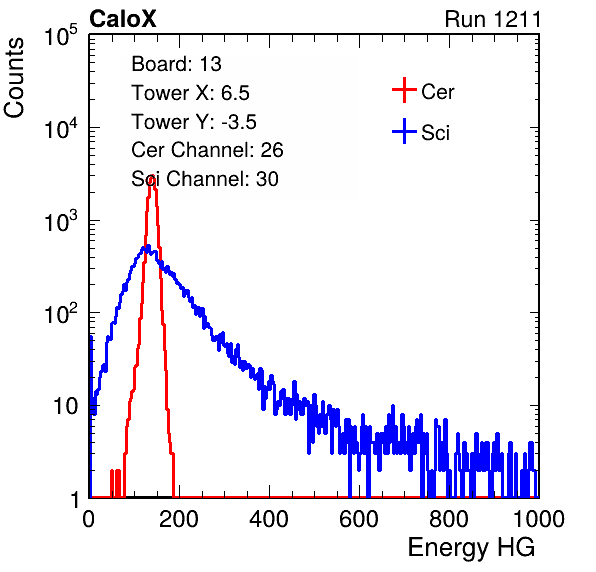 CaloX Run 1211
10^5
10^4
10^3
10^2
10
1
Counts
Board: 13
Tower X: 6.5
Tower Y: -3.5
Cer Channel: 26
Sci Channel: 30
Cer
Sci
0 200 400 600 800 1000
Energy HG